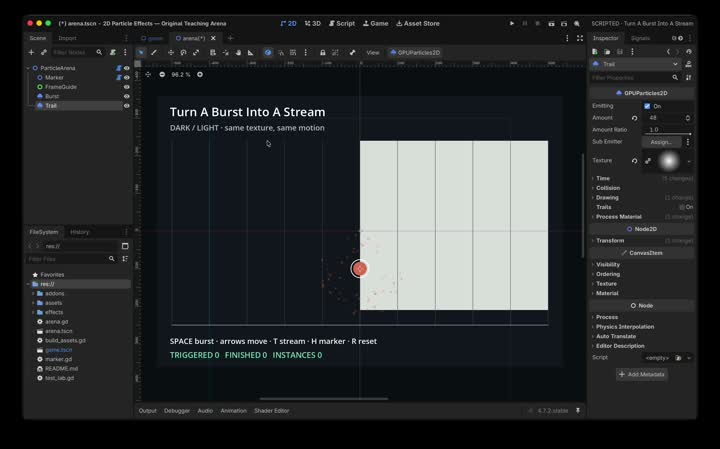 (*) arena.tscn - 2D Particle Effects — Original Teaching Arena
2D
3D
Script
Game
Asset Store
SCRIPTED · Turn A Burst Into A Stream
Scene
Import
Filter Nodes
ParticleArena
Marker
FrameGuide
Burst
Trail
game
arena(*)
View
GPUParticles2D
96.2 %
Turn A Burst Into A Stream
DARK / LIGHT · same texture, same motion
SPACE burst · arrows move · T stream · H marker · R reset
TRIGGERED 0 FINISHED 0 INSTANCES 0
FileSystem
History
res://
Filter Files
Favorites
res://
addons
assets
effects
arena.gd
arena.tscn
build_assets.gd
game.tscn
marker.gd
README.md
test_lab.gd
Output
Debugger
Audio
Animation
Shader Editor
4.7.2.stable
Inspector
Signals
Trail
Filter Properties
GPUParticles2D
Emitting
On
Amount
48
Amount Ratio
1.0
Sub Emitter
Assign...
Texture
Time
(5 changes)
Collision
Drawing
(1 change)
Trails
On
Process Material
(1 change)
Node2D
Transform
(1 change)
CanvasItem
Visibility
Ordering
Texture
Material
Node
Process
Physics Interpolation
Auto Translate
Editor Description
Script
<empty>
Add Metadata